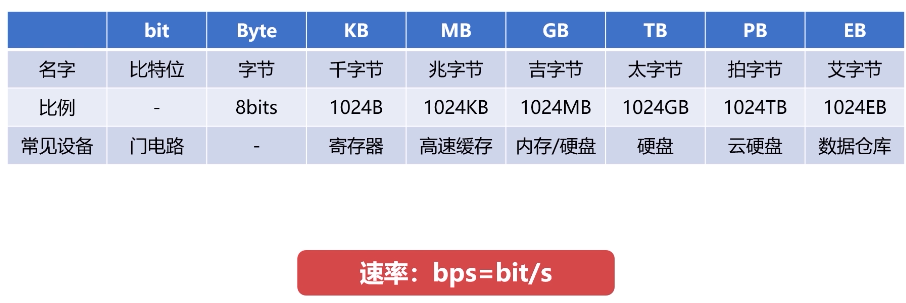 bit Byte KB MB GB TB PB EB
名字 比特位 字节 千字节 兆字节 吉字节 太字节 拍字节 艾字节
比例 - 8bits 1024B 1024KB 1024MB 1024GB 1024TB 1024EB
常见设备 门电路 - 寄存器 高速缓存 内存/硬盘 硬盘 云硬盘 数据仓库
速率：bps=bit/s